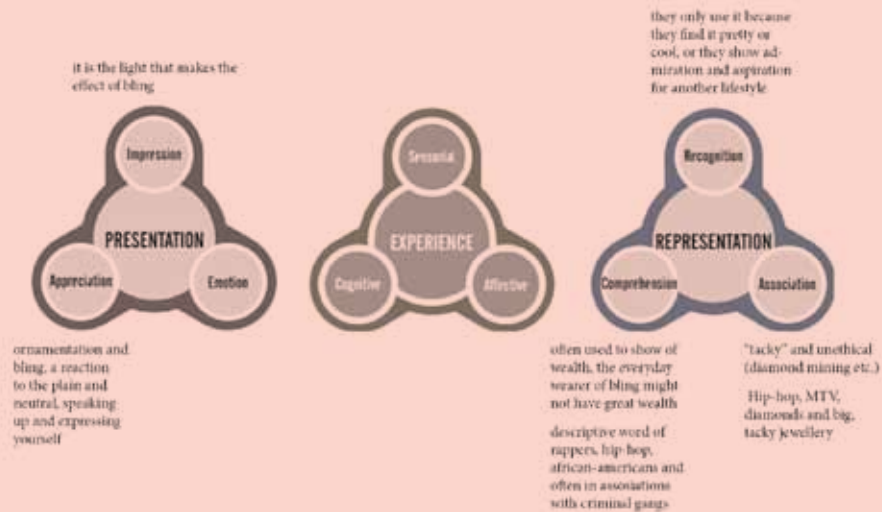 it is the light that makes the
effect of bling
Impression
PRESENTATION
Appreciation
Emotion
ornamentation and
bling, a reaction
to the plain and
neutral, speaking
up and expressing
yourself
Sensorial
EXPERIENCE
Cognitive
Affective
they only use it because
they find it pretty or
cool, or they show ad-
miration and aspiration
for another lifestyle
Recognition
REPRESENTATION
Comprehension
Association
often used to show of
wealth, the everyday
wearer of bling might
not have great wealth
descriptive word of
rappers, hip-hop,
african-americans and
often in assosiations
with criminal gangs
"tacky" and unethical
(diamond mining etc.)
Hip-hop, MTV,
diamonds and big,
tacky jewellery